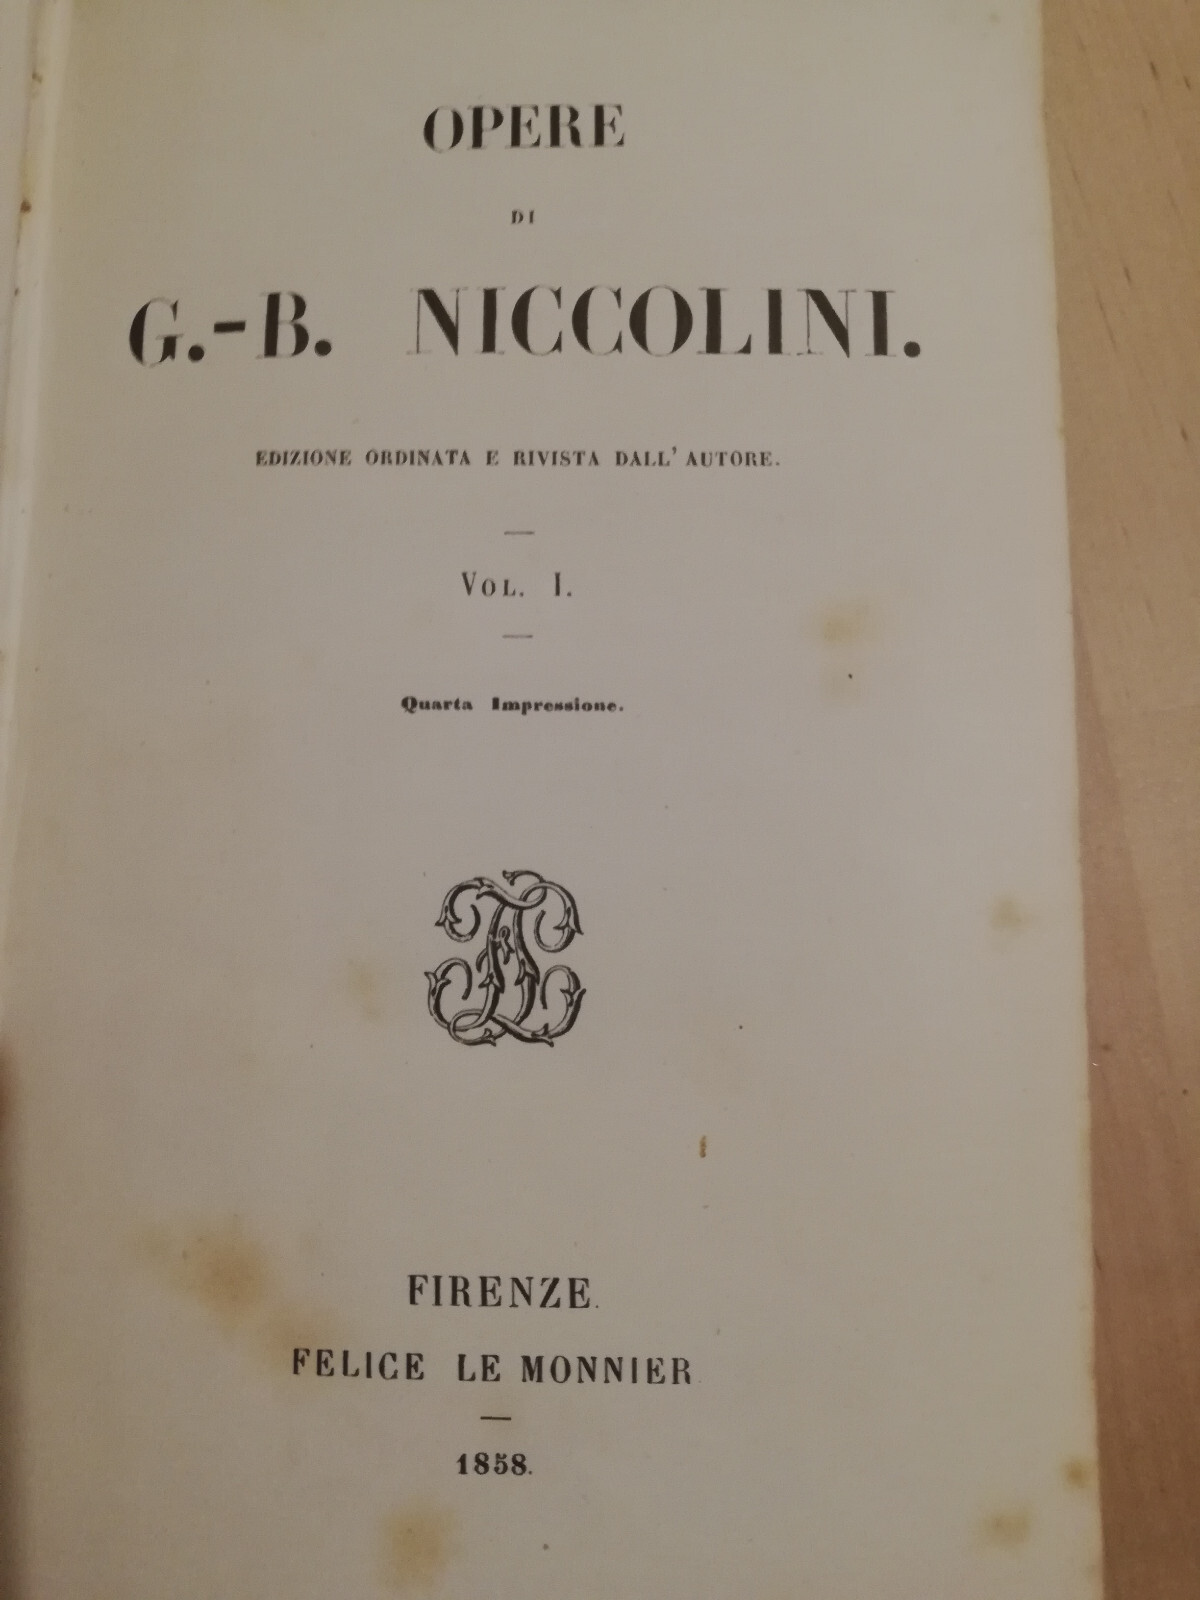 OPERE
DI
G.-B. NICCOLINI.
EDIZIONE ORDINATA E RIVISTA DALL' AUTORE.
VOL. I.
Quarta Impressione.
FIRENZE.
FELICE LE MONNIER.
1858.